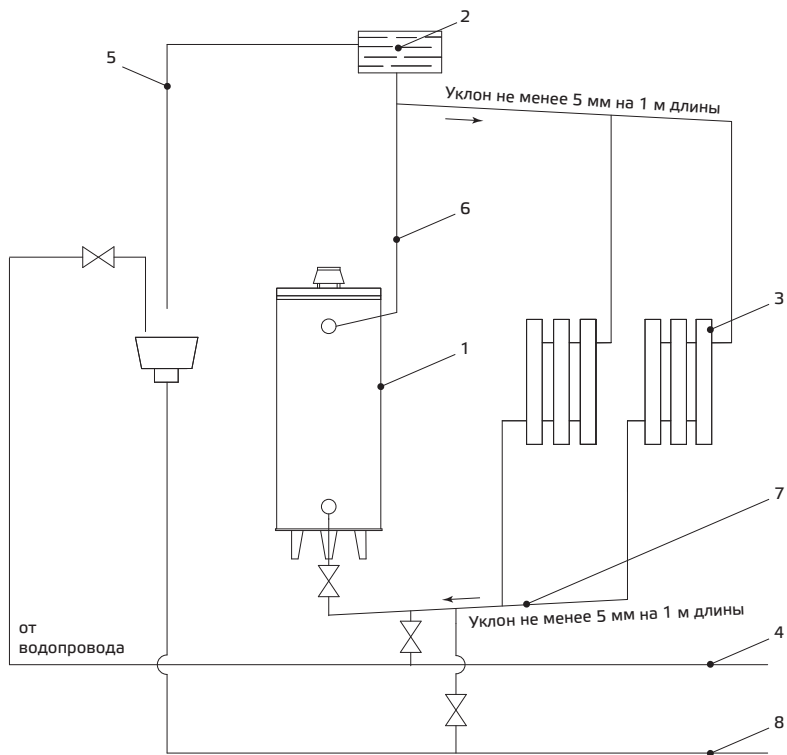 2
5
Уклон не менее 5 мм на 1 м длины
6
3
1
7
Уклон не менее 5 мм на 1 м длины
от
водопровода
4
8